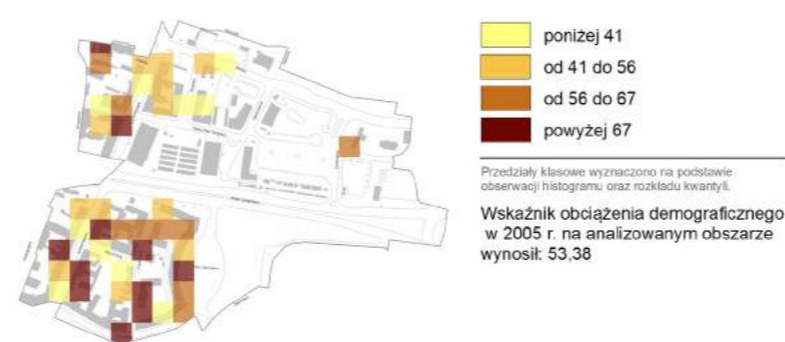 poniżej 41
od 41 do 56
od 56 do 67
powyżej 67
Przedziały klasowe wyznaczono na podstawie
obserwacji histogramu oraz rozkładu kwantyli.
Wskaźnik obciążenia demograficznego
w 2005 r. na analizowanym obszarze
wynosił: 53,38